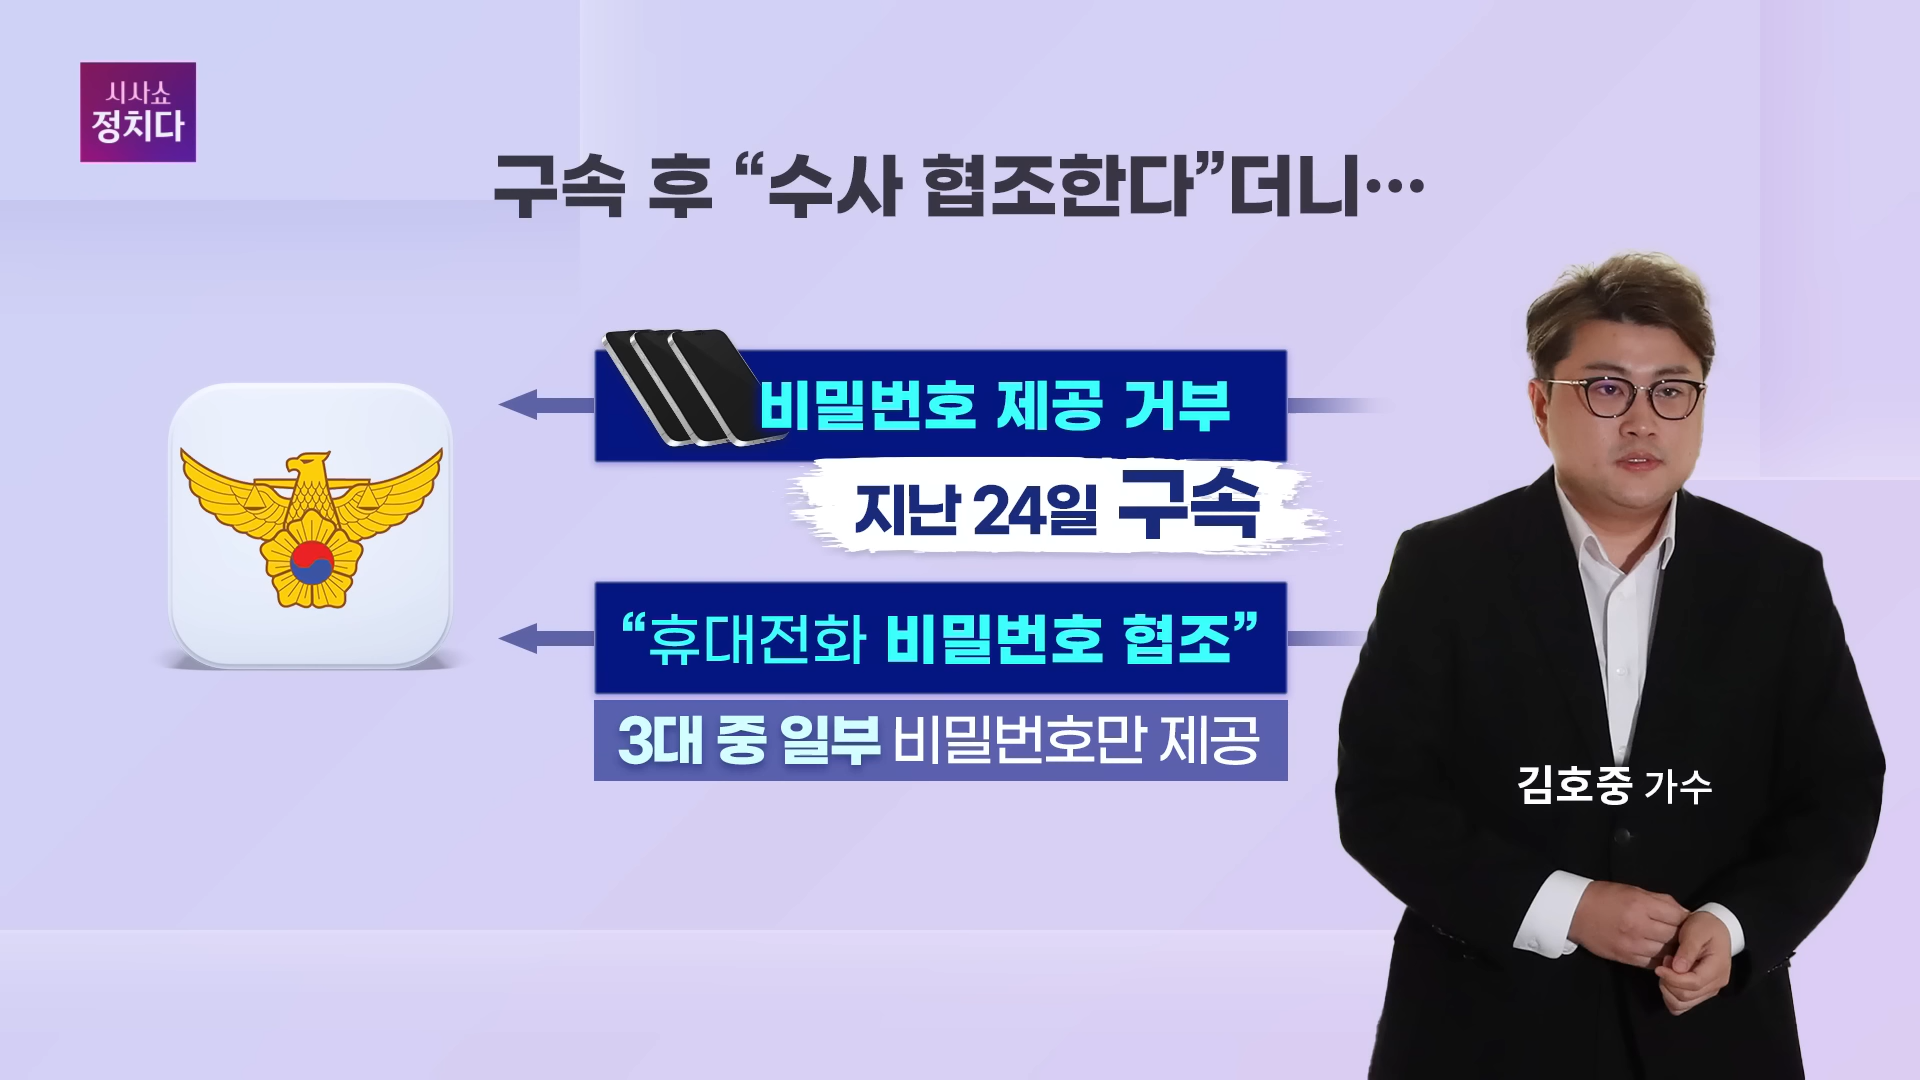 시사쇼
정치다
구속 후 “수사 협조한다”더니…
비밀번호 제공 거부
지난 24일 구속
“휴대전화 비밀번호 협조”
3대 중 일부 비밀번호만 제공
김호중 가수